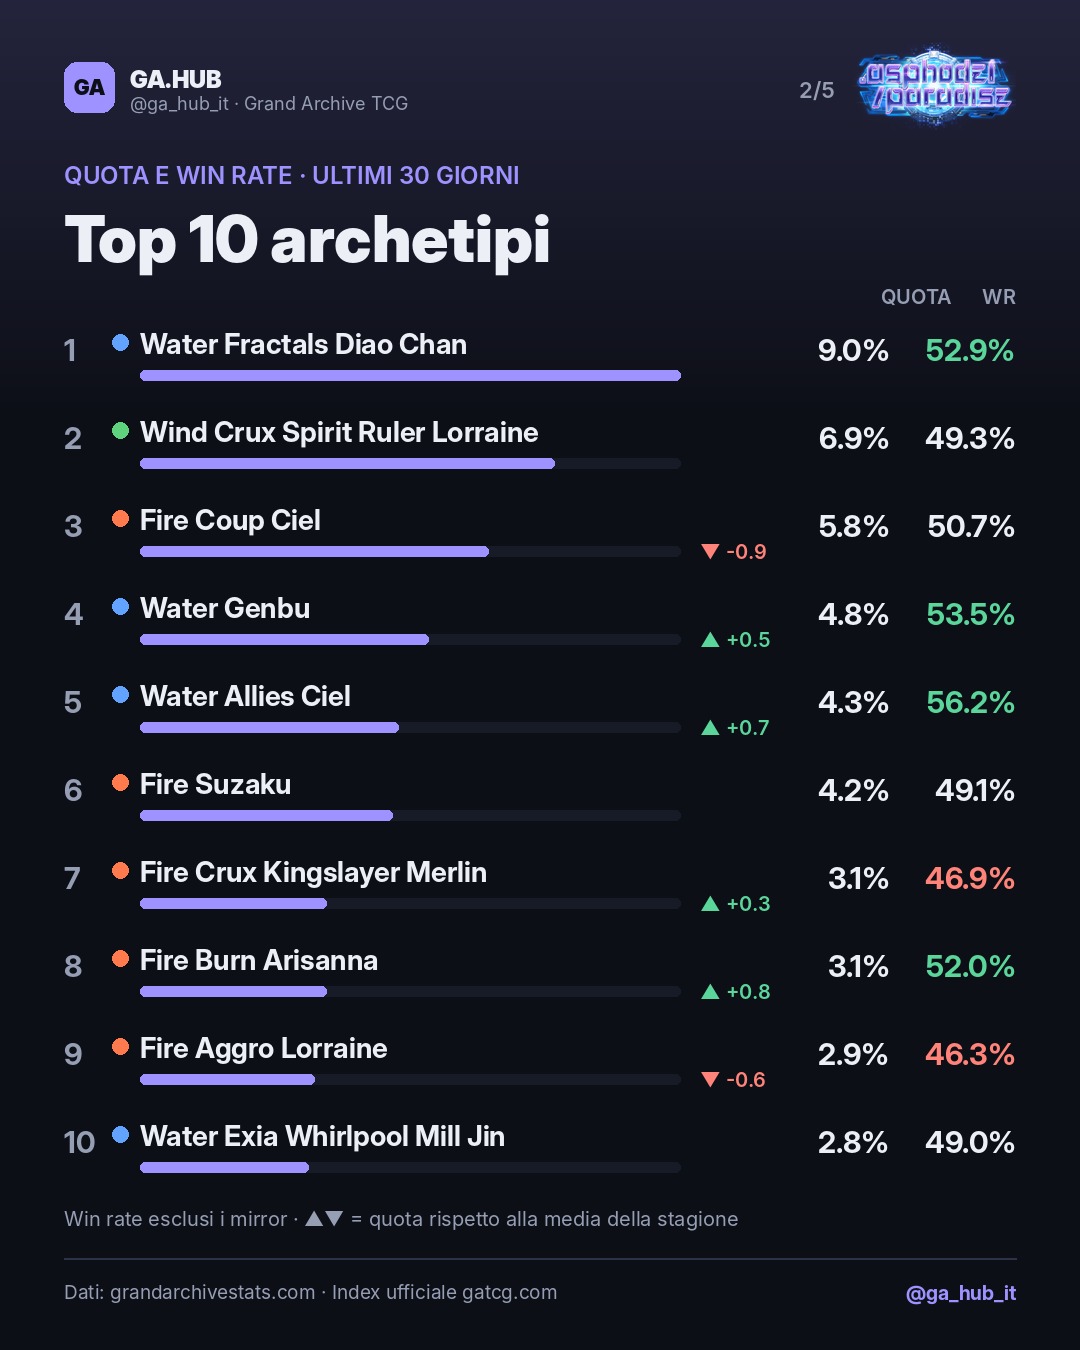 GA
GA.HUB
@ga_hub_it · Grand Archive TCG
2/5
asphodel
/paradise
QUOTA E WIN RATE · ULTIMI 30 GIORNI
Top 10 archetipi
QUOTA WR
1 Water Fractals Diao Chan 9.0% 52.9%
2 Wind Crux Spirit Ruler Lorraine 6.9% 49.3%
3 Fire Coup Ciel ▼ -0.9 5.8% 50.7%
4 Water Genbu ▲ +0.5 4.8% 53.5%
5 Water Allies Ciel ▲ +0.7 4.3% 56.2%
6 Fire Suzaku 4.2% 49.1%
7 Fire Crux Kingslayer Merlin ▲ +0.3 3.1% 46.9%
8 Fire Burn Arisanna ▲ +0.8 3.1% 52.0%
9 Fire Aggro Lorraine ▼ -0.6 2.9% 46.3%
10 Water Exia Whirlpool Mill Jin 2.8% 49.0%
Win rate esclusi i mirror · ▲▼ = quota rispetto alla media della stagione
Dati: grandarchivestats.com · Index ufficiale gatcg.com
@ga_hub_it